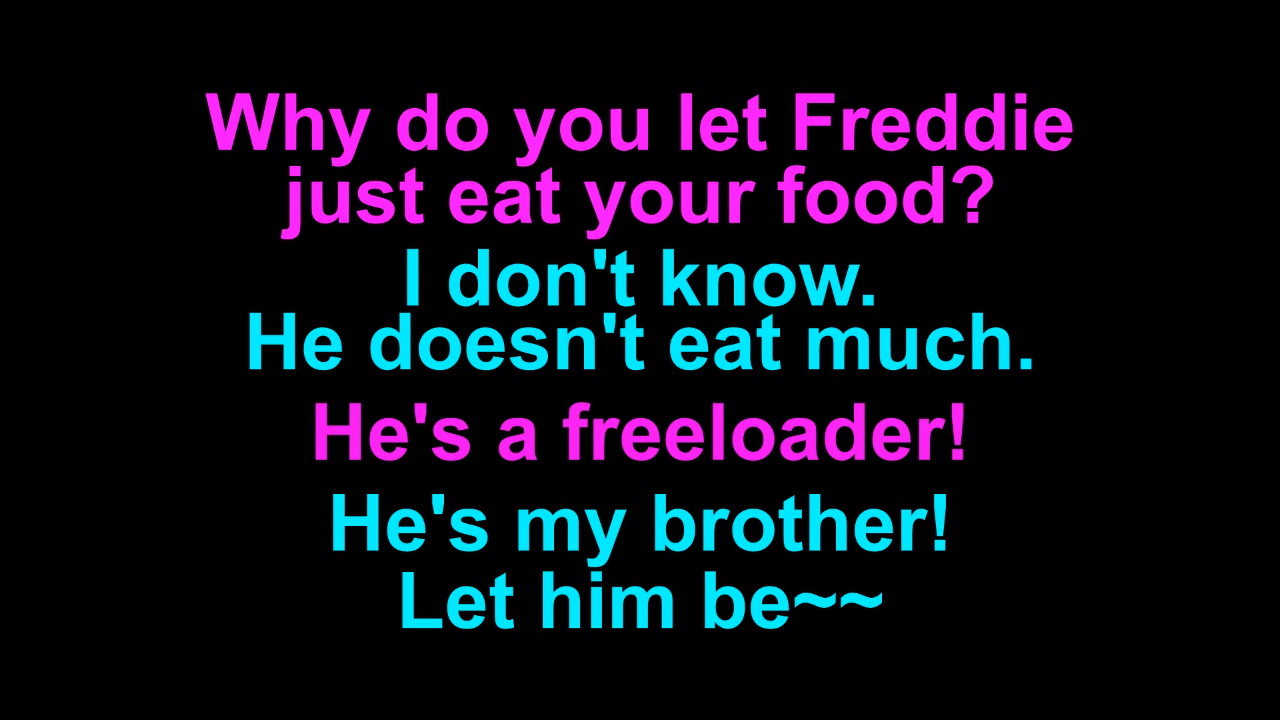 Why do you let Freddie
just eat your food?
I don't know.
He doesn't eat much.
He's a freeloader!
He's my brother!
Let him be~~